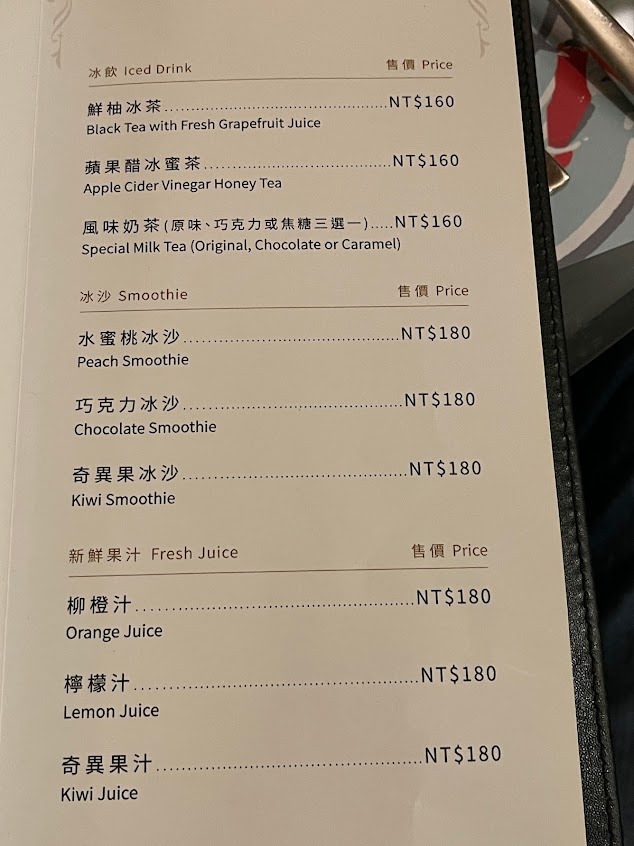 冰飲 Iced Drink 售價 Price
鮮柚冰茶........................................NT$160
Black Tea with Fresh Grapefruit Juice
蘋果醋冰蜜茶.................................NT$160
Apple Cider Vinegar Honey Tea
風味奶茶(原味、巧克力或焦糖三選一).....NT$160
Special Milk Tea (Original, Chocolate or Caramel)
冰沙 Smoothie 售價 Price
水蜜桃冰沙.....................................NT$180
Peach Smoothie
巧克力冰沙.....................................NT$180
Chocolate Smoothie
奇異果冰沙.....................................NT$180
Kiwi Smoothie
新鮮果汁 Fresh Juice 售價 Price
柳橙汁..........................................NT$180
Orange Juice
檸檬汁..........................................NT$180
Lemon Juice
奇異果汁.......................................NT$180
Kiwi Juice